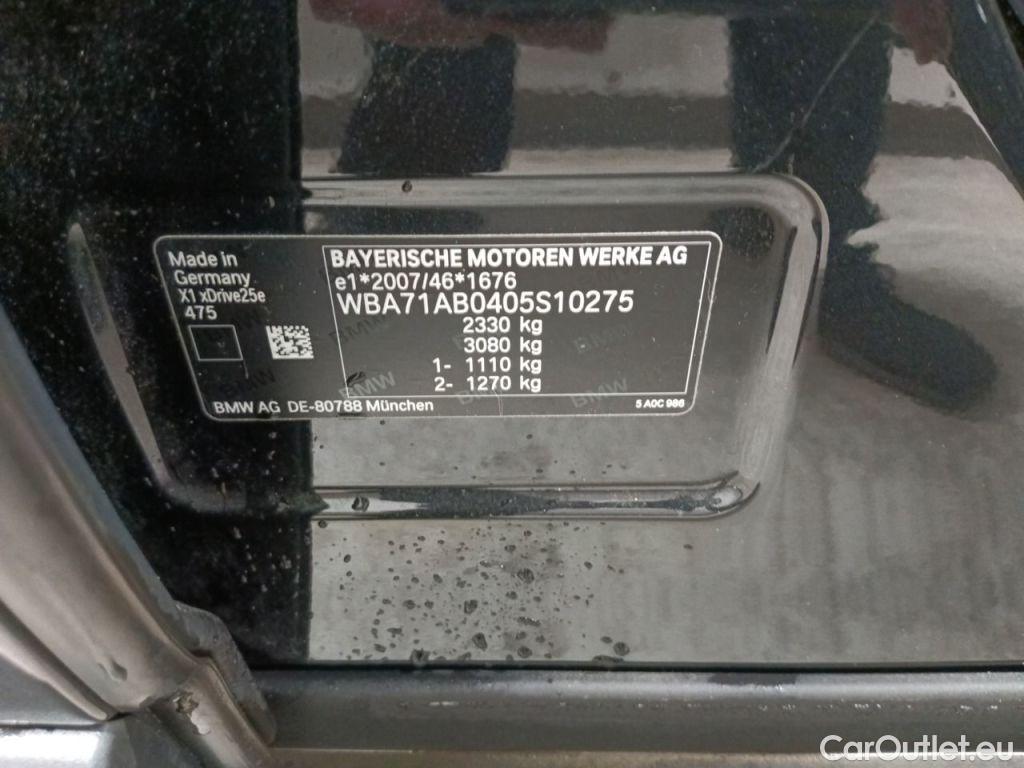 Made in
Germany
X1 xDrive25e
475
BAYERISCHE MOTOREN WERKE AG
e1*2007/46*1676
WBA71AB0405S10275
2330 kg
3080 kg
1- 1110 kg
2- 1270 kg
BMW AG DE-80788 München
5 A0C 986
CarOutlet.eu